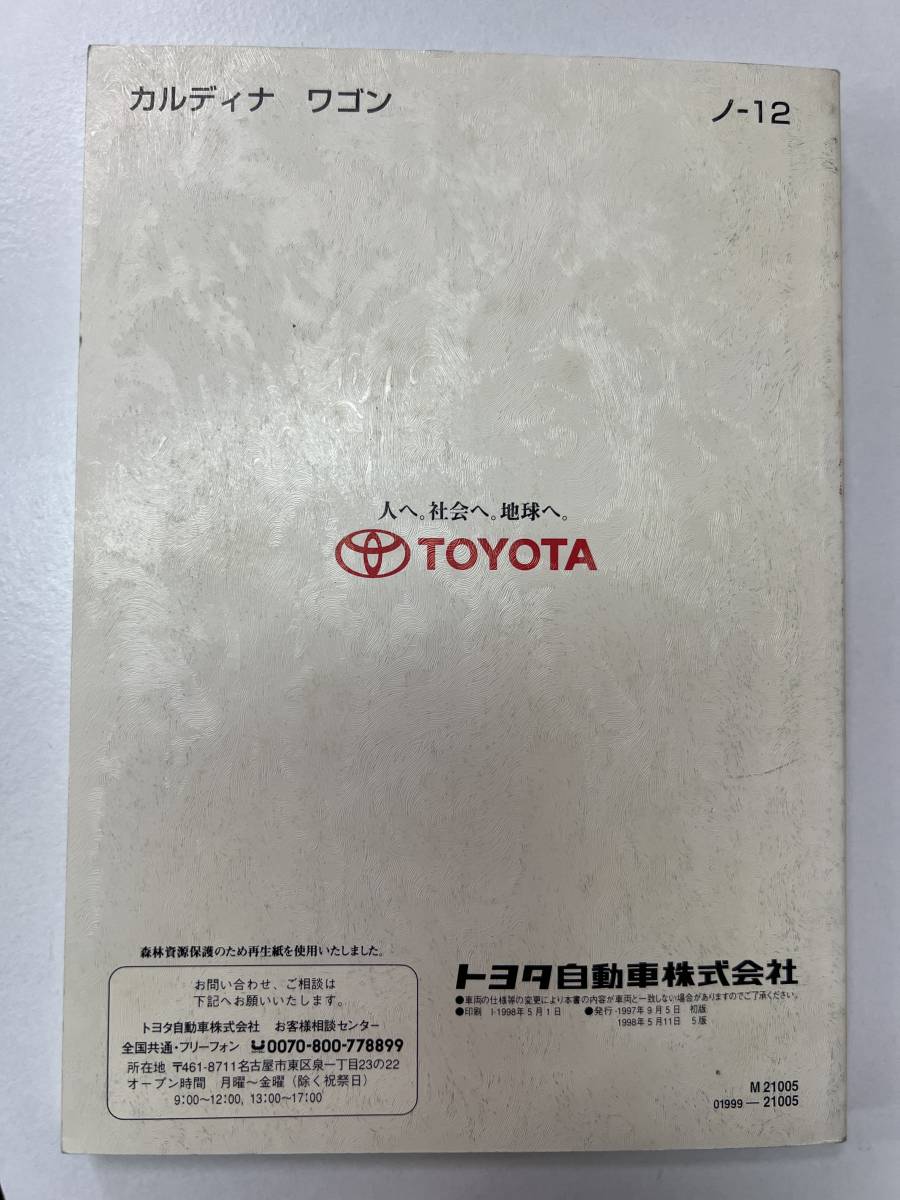 カルディナ ワゴン
ノ-12
人へ。社会へ。地球へ。
TOYOTA
森林資源保護のため再生紙を使用いたしました。
お問い合わせ、ご相談は
下記へお願いいたします。
トヨタ自動車株式会社 お客様相談センター
全国共通・フリーフォン 0070-800-778899
所在地 〒461-8711名古屋市東区泉一丁目23の22
オープン時間 月曜〜金曜（除く祝祭日）
9:00〜12:00, 13:00〜17:00
トヨタ自動車株式会社
●車両の仕様等の変更により本書の内容が車両と一致しない場合がありますのでご了承ください。
●印刷 I-1998年5月1日 ●発行-1997年9月5日 初版
1998年5月11日 5版
M 21005
01999—21005